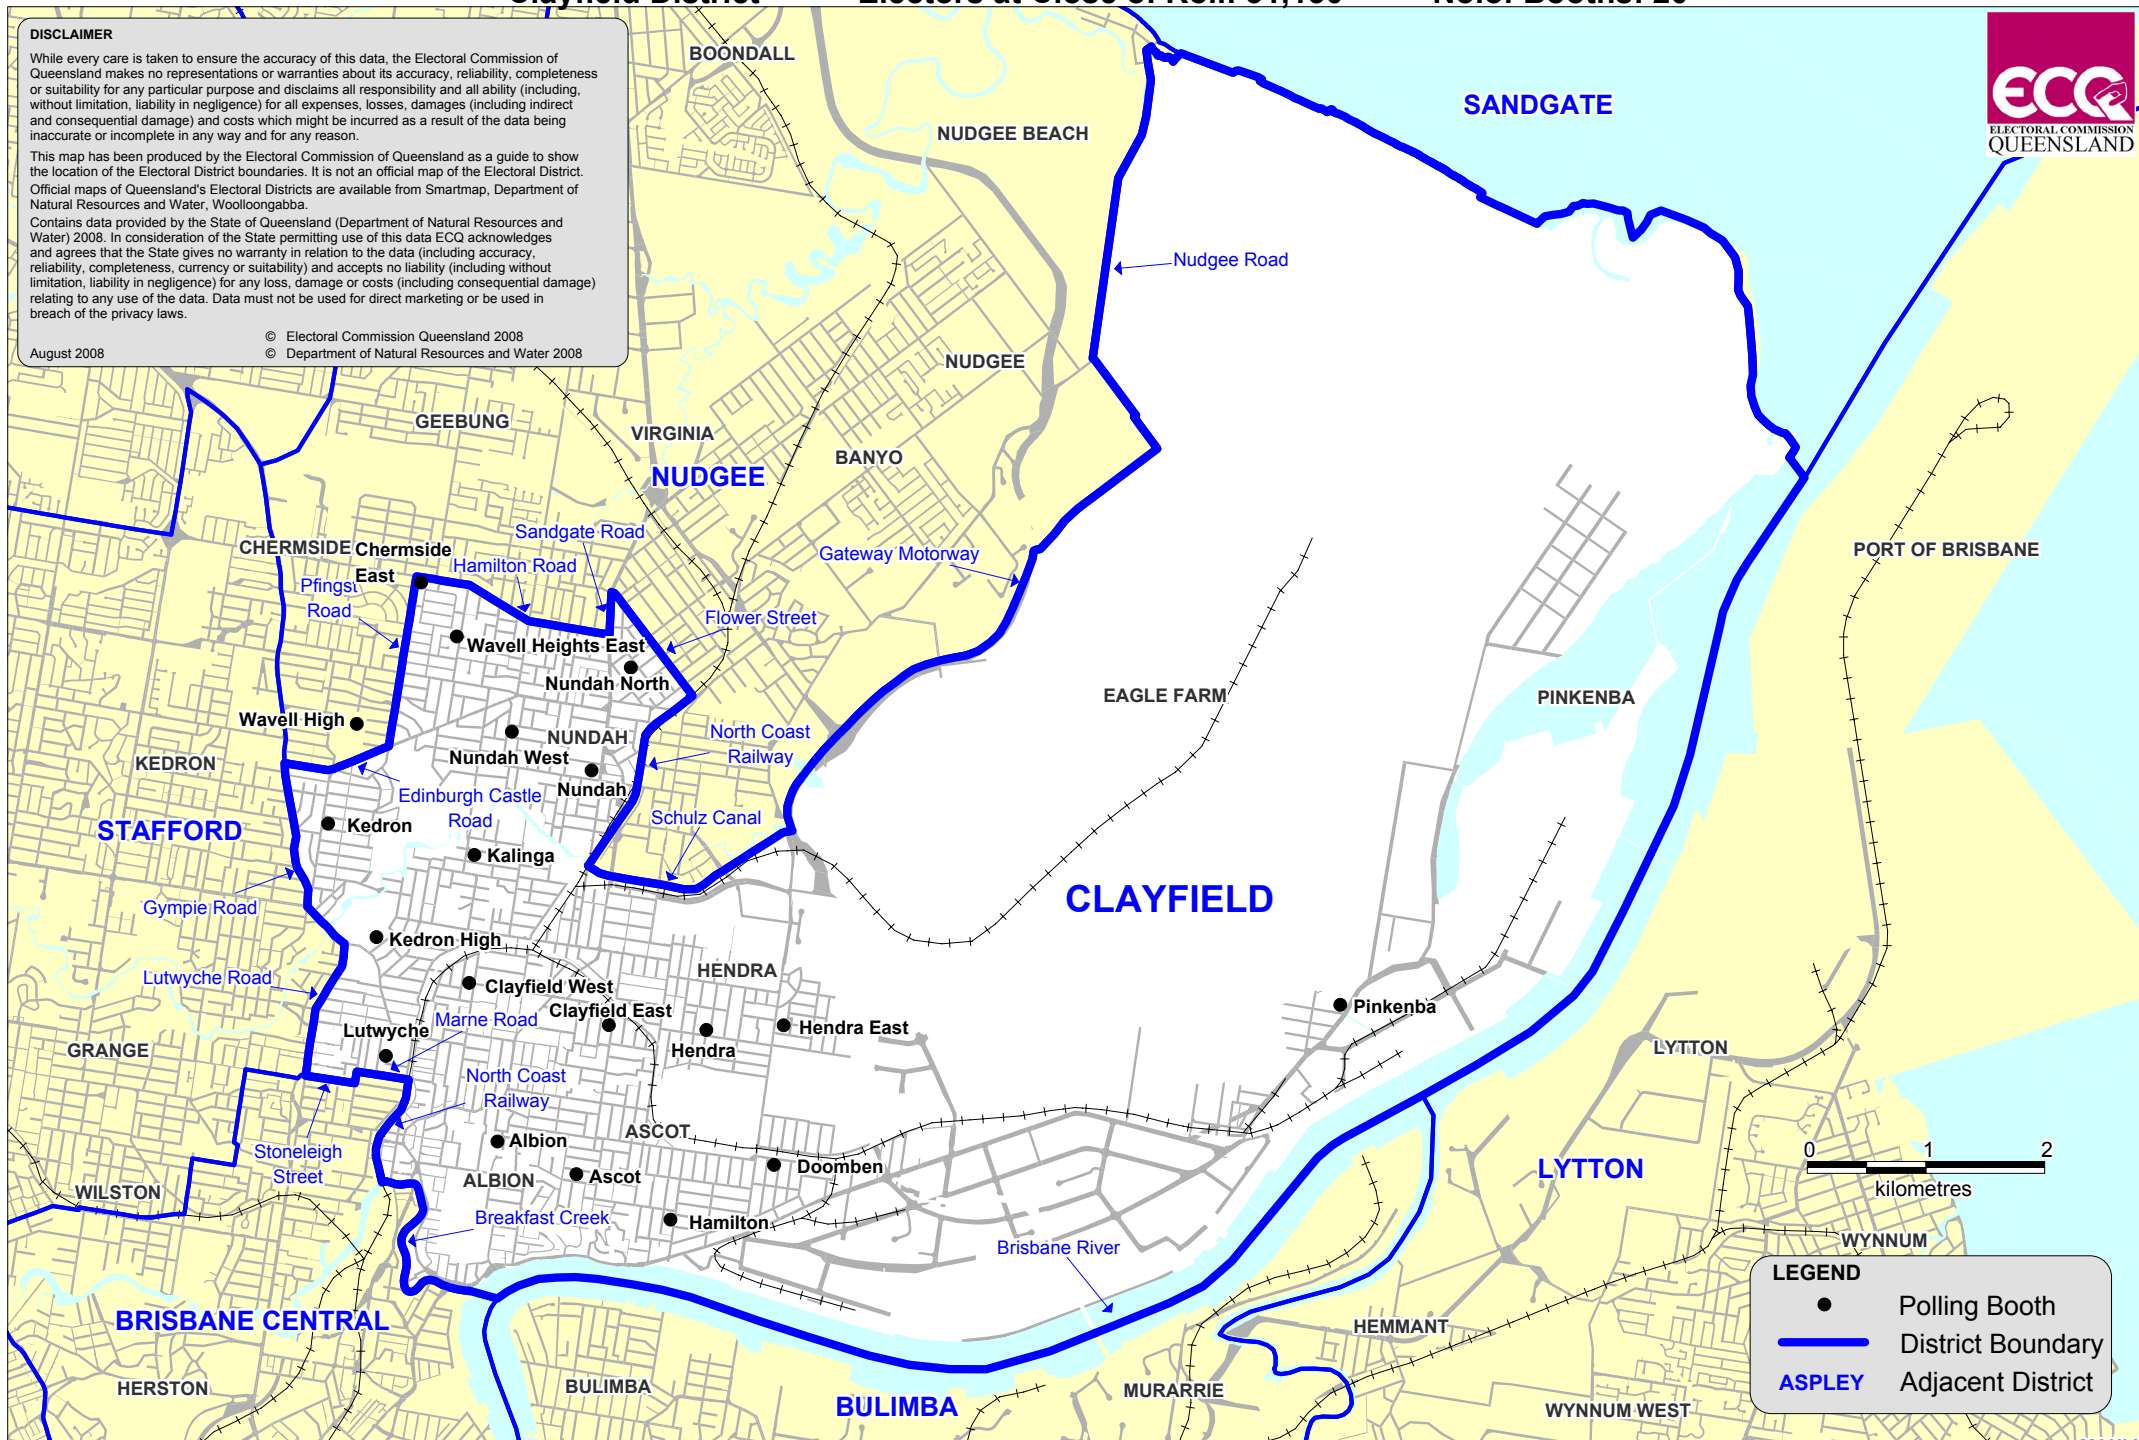 DISCLAIMER
While every care is taken to ensure the accuracy of this data, the Electoral Commission of
Queensland makes no representations or warranties about its accuracy, reliability, completeness
or suitability for any particular purpose and disclaims all responsibility and all ability (including,
without limitation, liability in negligence) for all expenses, losses, damages (including indirect
and consequential damage) and costs which might be incurred as a result of the data being
inaccurate or incomplete in any way and for any reason.
This map has been produced by the Electoral Commission of Queensland as a guide to show
the location of the Electoral District boundaries. It is not an official map of the Electoral District.
Official maps of Queensland's Electoral Districts are available from Smartmap, Department of
Natural Resources and Water, Woolloongabba.
Contains data provided by the State of Queensland (Department of Natural Resources and
Water) 2008. In consideration of the State permitting use of this data ECQ acknowledges
and agrees that the State gives no warranty in relation to the data (including accuracy,
reliability, completeness, currency or suitability) and accepts no liability (including without
limitation, liability in negligence) for any loss, damage or costs (including consequential damage)
relating to any use of the data. Data must not be used for direct marketing or be used in
breach of the privacy laws.
© Electoral Commission Queensland 2008
August 2008
© Department of Natural Resources and Water 2008
ECQ
ELECTORAL COMMISSION
QUEENSLAND
BOONDALL
SANDGATE
NUDGEE BEACH
Nudgee Road
NUDGEE
GEEBUNG
VIRGINIA
BANYO
NUDGEE
Sandgate Road
CHERMSIDE
Chermside
East
Hamilton Road
Gateway Motorway
PORT OF BRISBANE
Pfingst
Road
Flower Street
Wavell Heights East
Nundah North
EAGLE FARM
PINKENBA
Wavell High
NUNDAH
North Coast
Railway
Nundah West
KEDRON
Nundah
Edinburgh Castle
Road
Schulz Canal
STAFFORD
Kedron
Kalinga
CLAYFIELD
Gympie Road
Kedron High
HENDRA
Lutwyche Road
Clayfield West
Clayfield East
Pinkenba
Marne Road
Lutwyche
Hendra East
Hendra
GRANGE
LYTTON
North Coast
Railway
Albion
ASCOT
Stoneleigh
Street
Doomben
LYTTON
ALBION
Ascot
0 1 2
kilometres
WILSTON
Breakfast Creek
Hamilton
Brisbane River
WYNNUM
BRISBANE CENTRAL
HEMMANT
HERSTON
BULIMBA
MURARRIE
BULIMBA
WYNNUM WEST
LEGEND
Polling Booth
District Boundary
ASPLEY Adjacent District